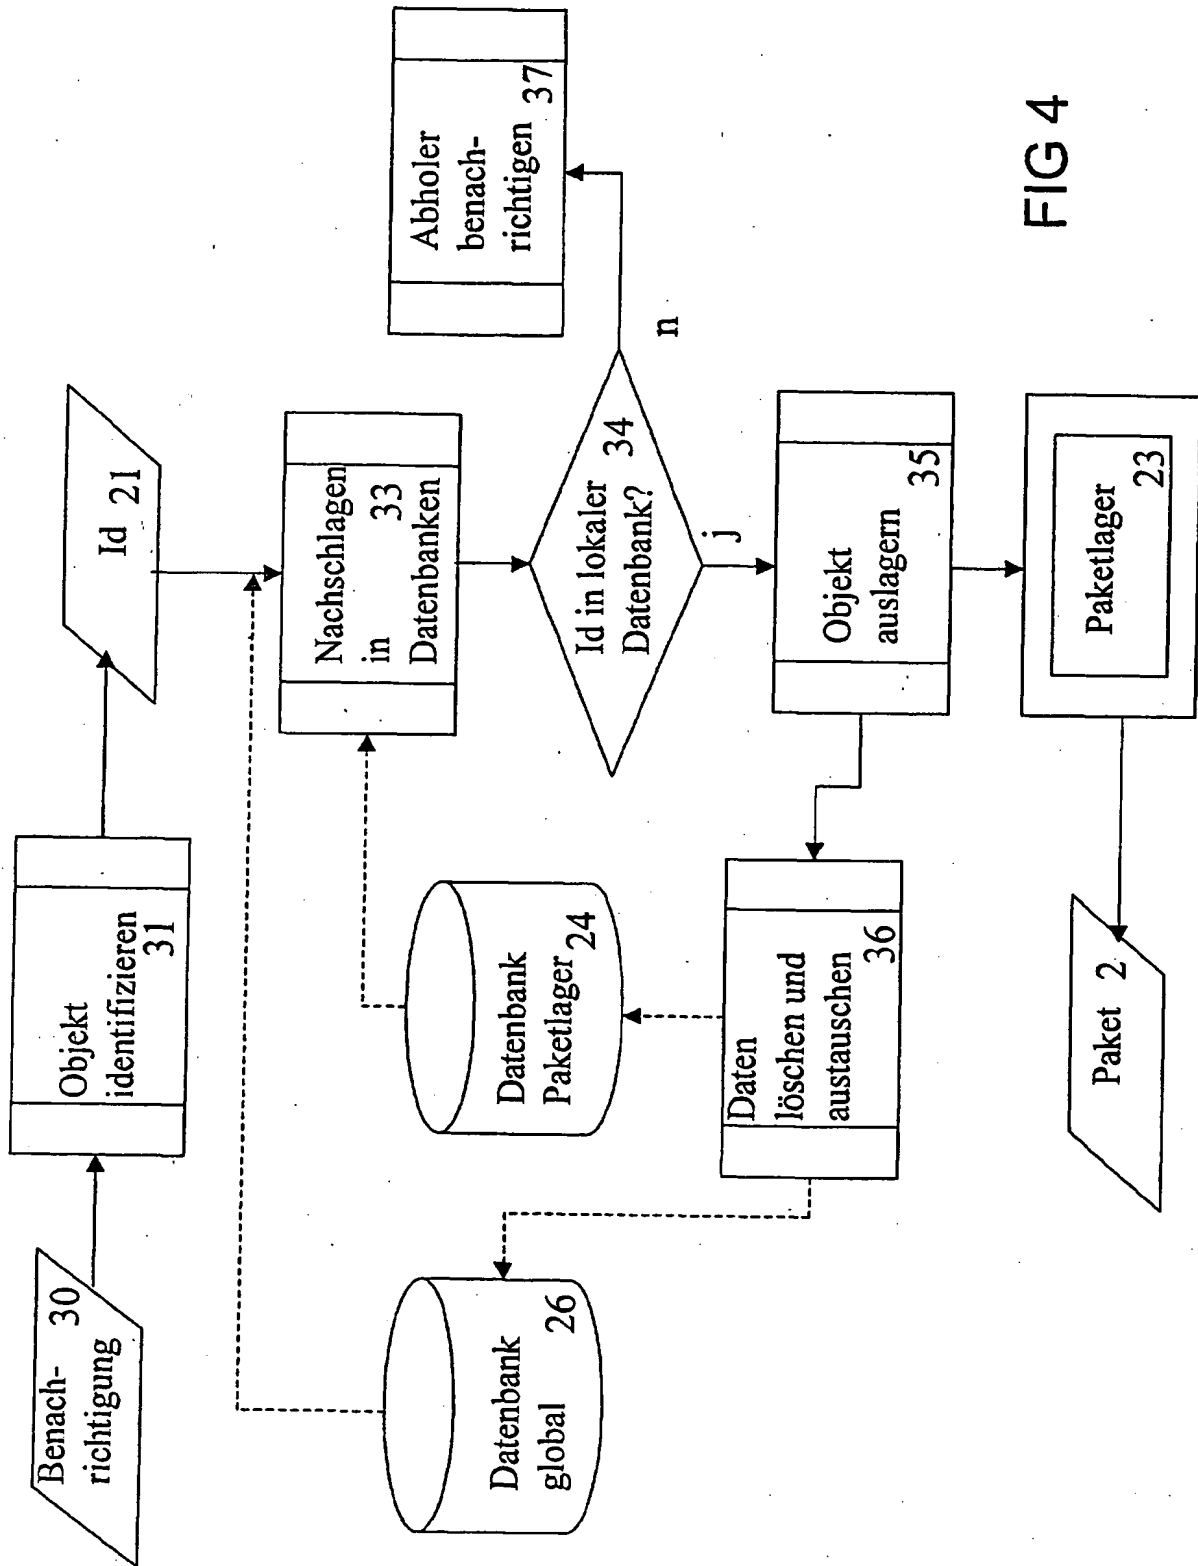 Benach-
richtigung 30
Objekt
identifizieren
31
Id 21
Datenbank
global 26
Datenbank
Paketlager 24
Nachschlagen
in 33
Datenbanken
Abholer
benach-
richtigen 37
Id in lokaler 34
Datenbank?
n
j
Daten
löschen und
austauschen 36
Objekt
auslagern 35
Paket 2
Paketlager
23
FIG 4